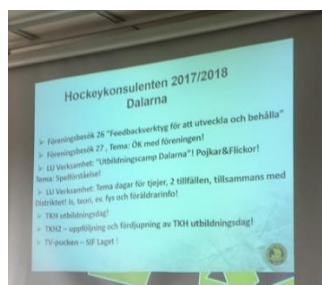 Hockeykonsulenten 2017/2018
Dalarna
➢ Föreningsbesök 26 "Feedbackverktyg för att utveckla och behålla"
➢ Föreningsbesök 27 , Tema: ÖK med föreningen!
➢ LU Verksamhet: "Utbildningscamp Dalarna"! Pojkar&Flickor!
Tema: Spelförståelse!
➢ LU Verksamhet: Tema dagar för tjejer, 2 tillfällen, tillsammans med
Distriktet! Is, teori, ev. fys och föräldrarinfo!
➢ TKH utbildningsdag!
➢ TKH2 – uppföljning och fördjupning av TKH utbildningsdag!
➢ TV-pucken – SIF Laget !